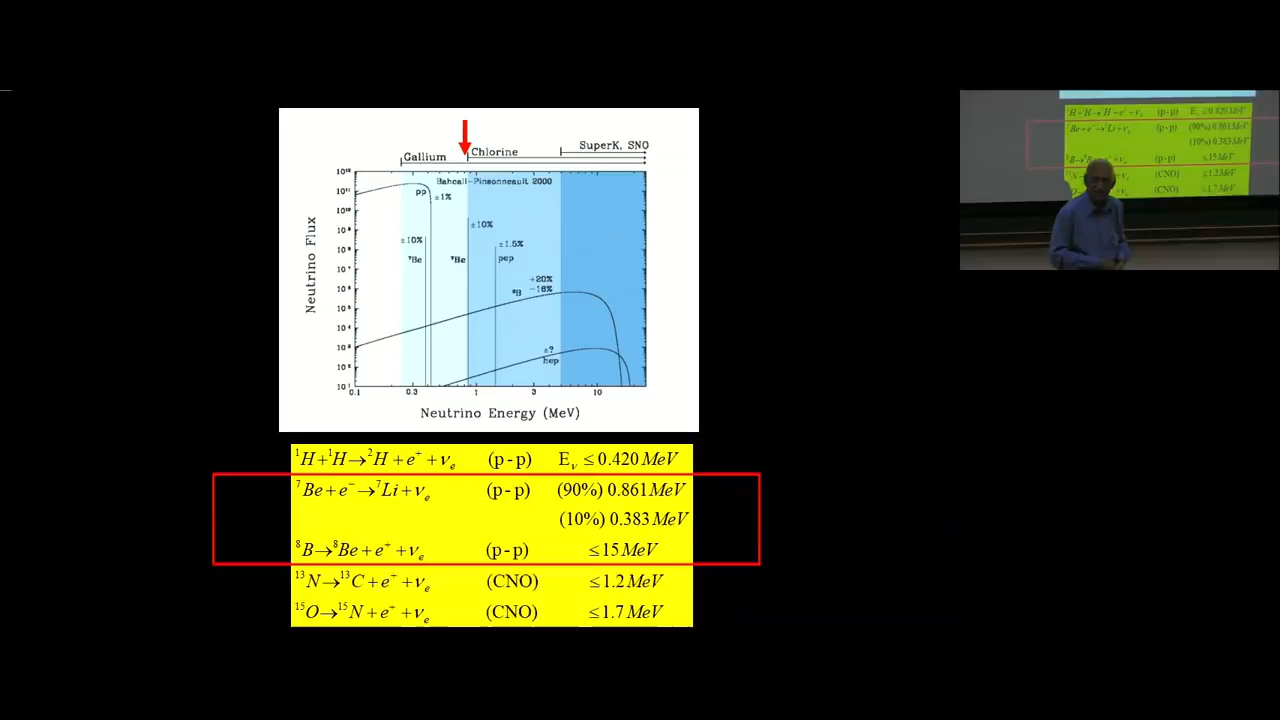 SuperK, SNO
Gallium
Chlorine
Bahcall-Pinsonneault 2000
pp
±1%
±10%
±10%
⁷Be
⁷Be
±1.5%
pep
+20%
⁸B −16%
±?
hep
Neutrino Flux
0.1 0.3 1 3 10
Neutrino Energy (MeV)
¹H+¹H→²H+e⁺+νₑ (p-p) Eᵥ ≤0.420 MeV
⁷Be+e⁻→⁷Li+νₑ (p-p) (90%) 0.861 MeV
(10%) 0.383 MeV
⁸B→⁸Be+e⁺+νₑ (p-p) ≤15 MeV
¹³N→¹³C+e⁺+νₑ (CNO) ≤1.2 MeV
¹⁵O→¹⁵N+e⁺+νₑ (CNO) ≤1.7 MeV